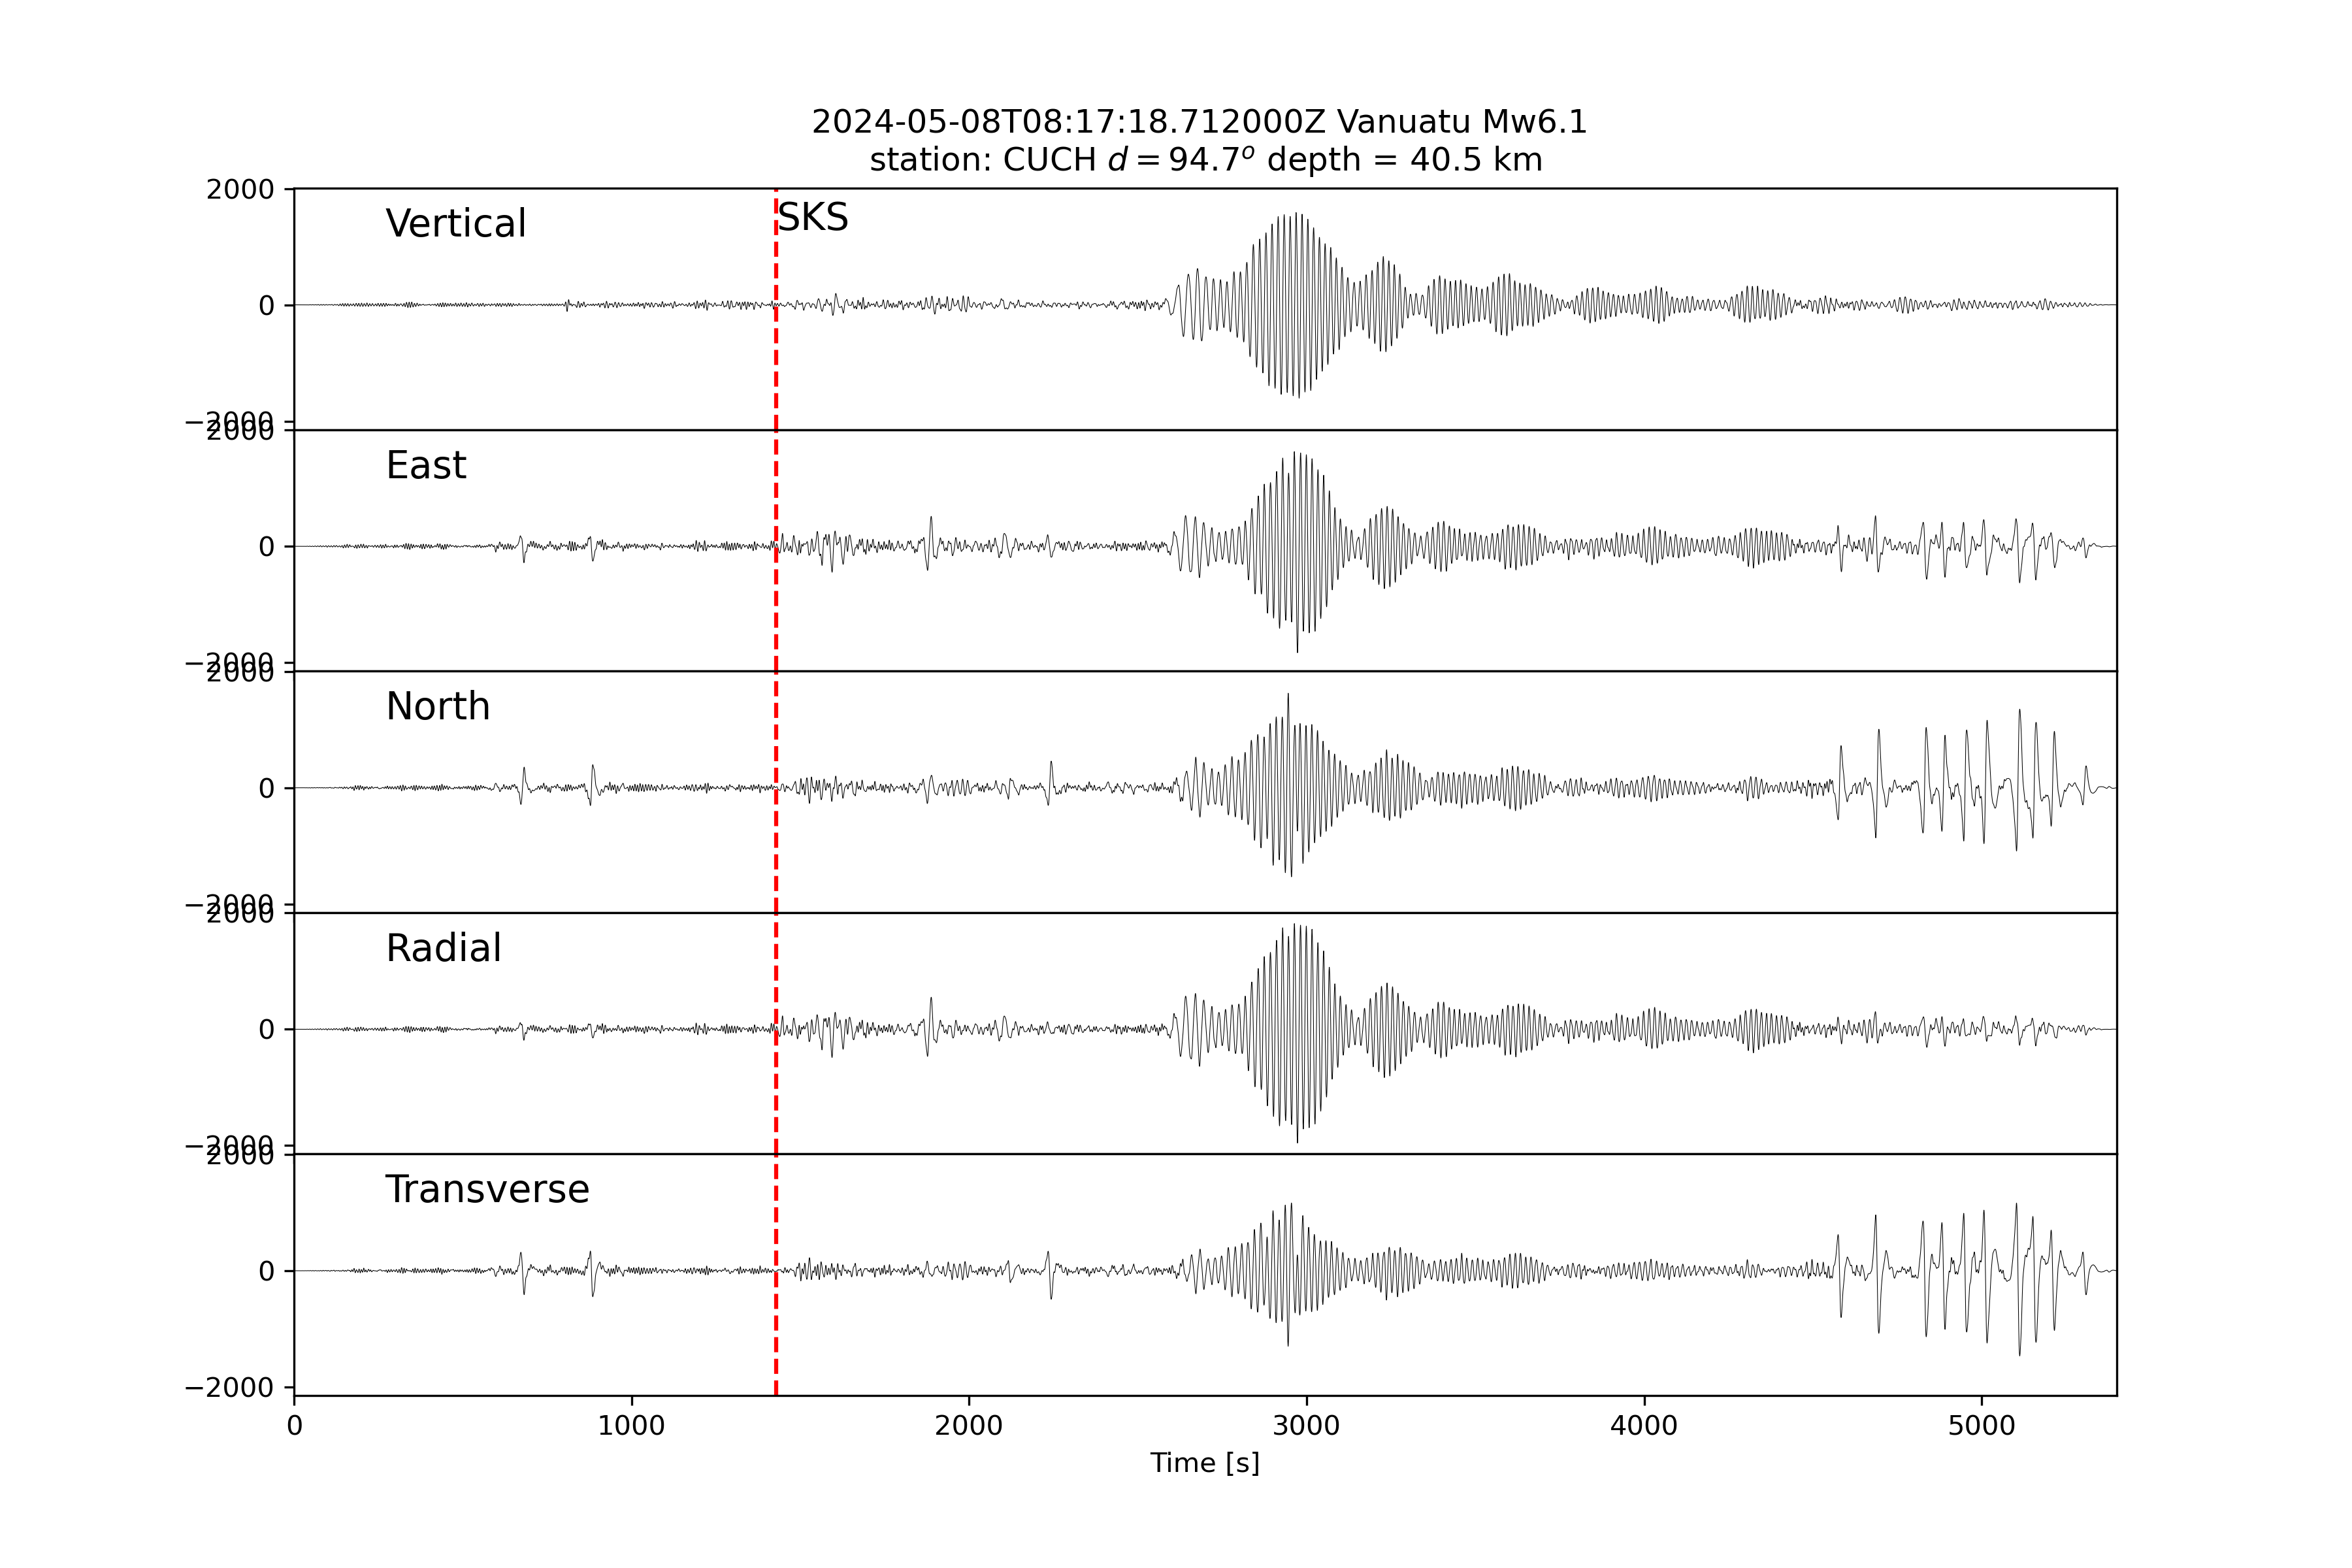 2024-05-08T08:17:18.712000Z Vanuatu Mw6.1
station: CUCH d = 94.7° depth = 40.5 km
2000
Vertical
SKS
0
−2000
2000
East
0
−2000
2000
North
0
−2000
2000
Radial
0
−2000
2000
Transverse
0
−2000
0 1000 2000 3000 4000 5000
Time [s]